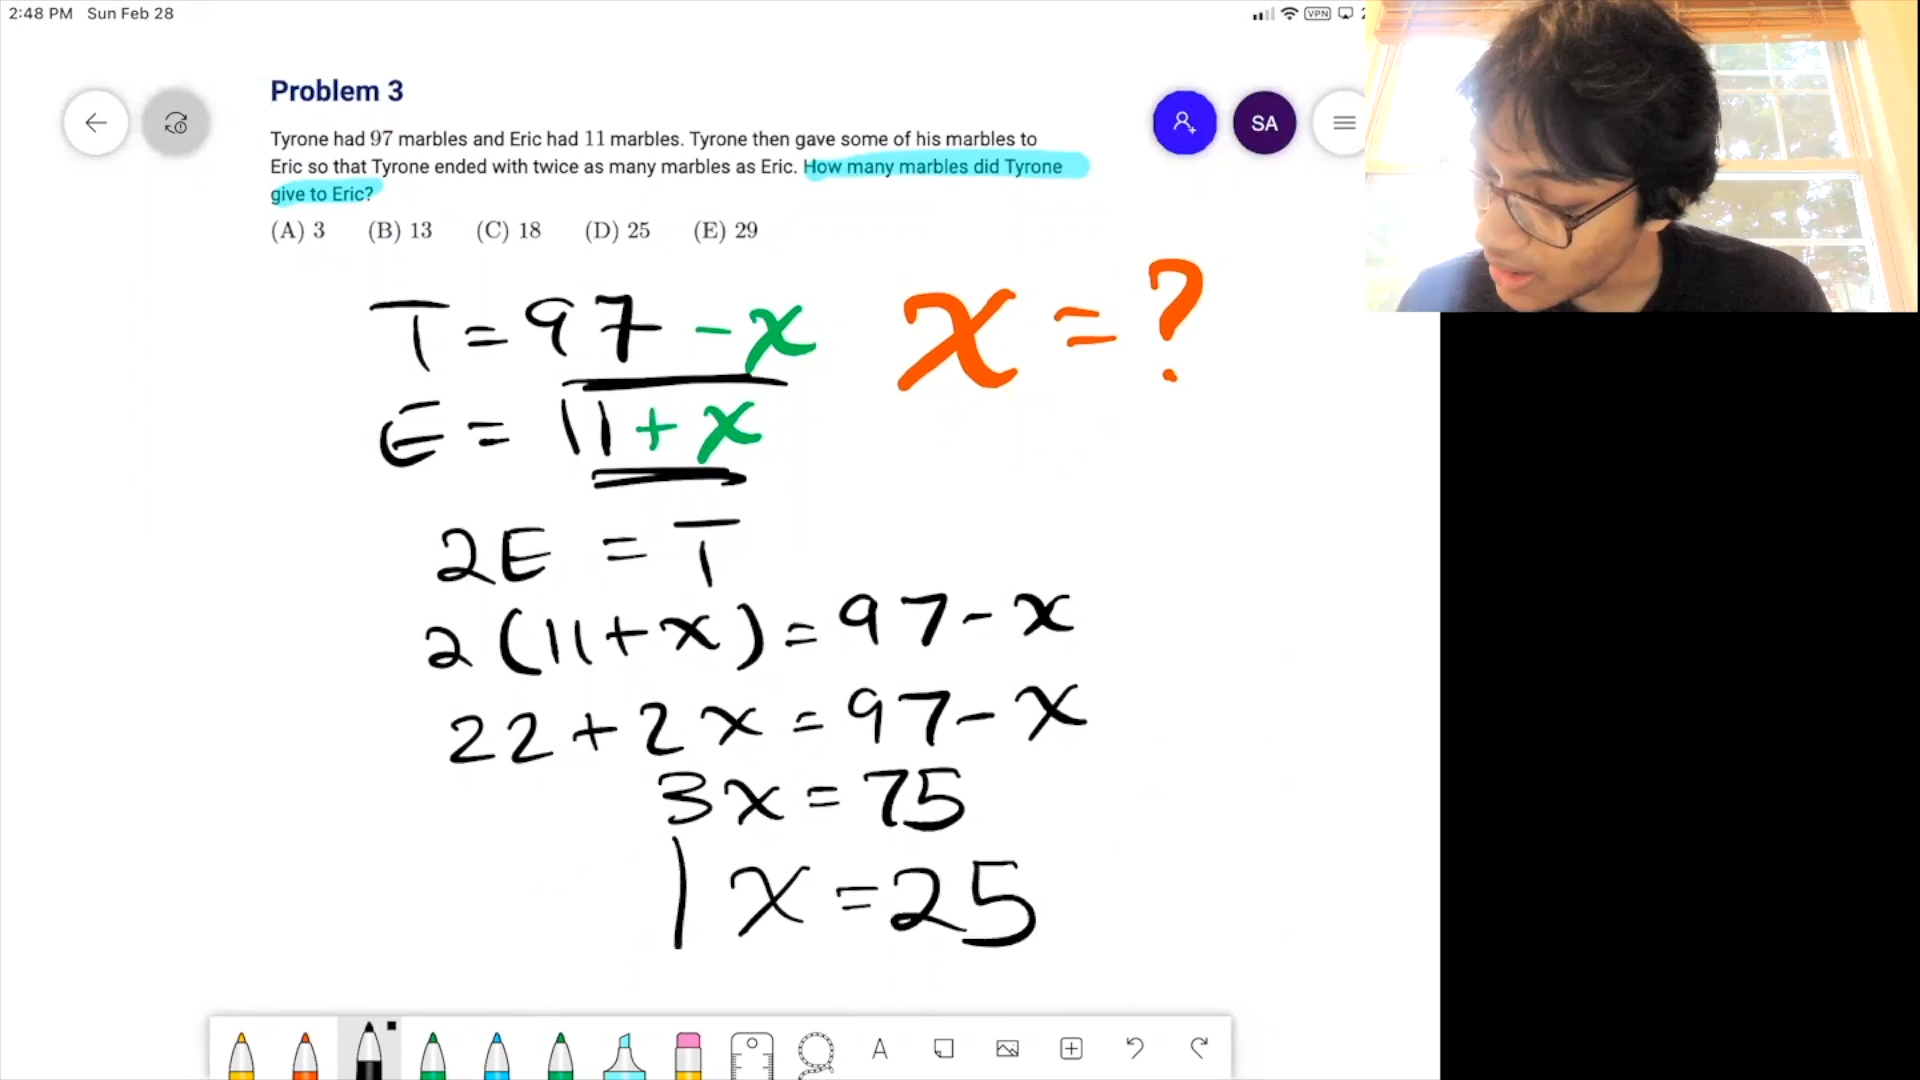 2:48 PM Sun Feb 28
VPN
Problem 3
SA
Tyrone had 97 marbles and Eric had 11 marbles. Tyrone then gave some of his marbles to
Eric so that Tyrone ended with twice as many marbles as Eric. How many marbles did Tyrone
give to Eric?
(A) 3 (B) 13 (C) 18 (D) 25 (E) 29
T = 97 - x
x = ?
E = 11 + x
2E = T
2(11+x) = 97 - x
22 + 2x = 97 - x
3x = 75
x = 25
A